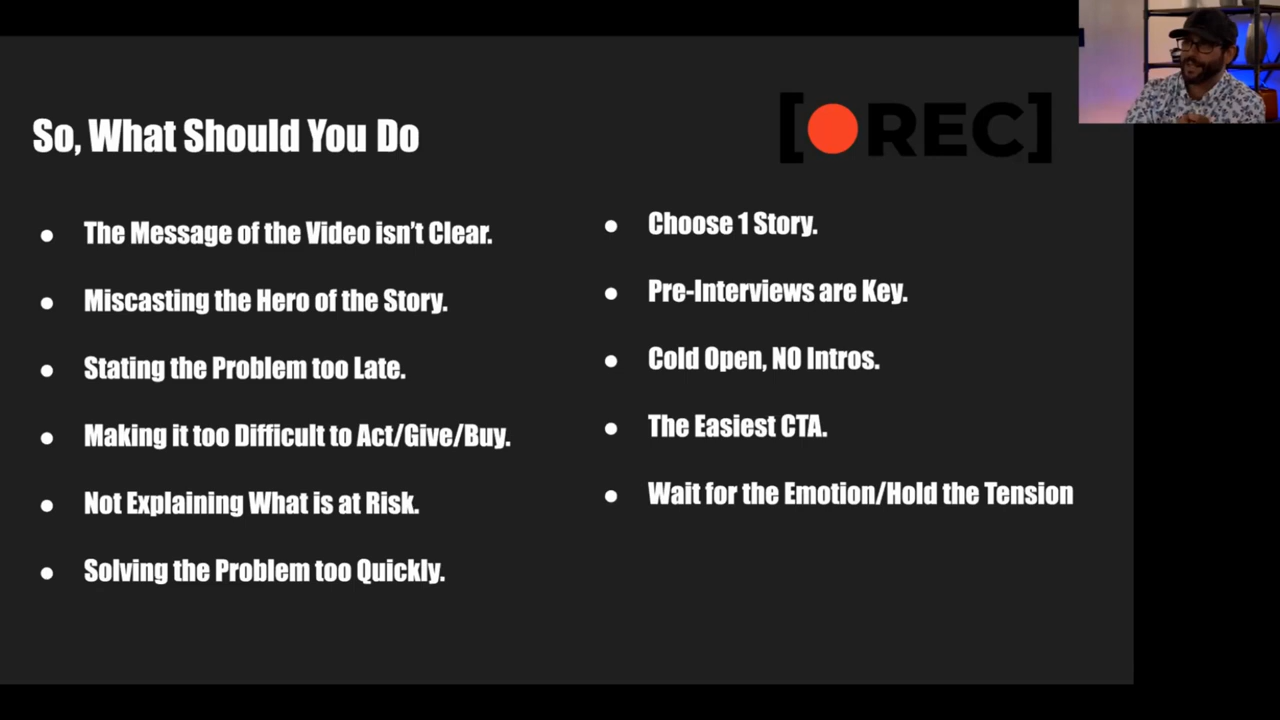 So, What Should You Do
[REC]
The Message of the Video isn't Clear.
Miscasting the Hero of the Story.
Stating the Problem too Late.
Making it too Difficult to Act/Give/Buy.
Not Explaining What is at Risk.
Solving the Problem too Quickly.
Choose 1 Story.
Pre-Interviews are Key.
Cold Open, NO Intros.
The Easiest CTA.
Wait for the Emotion/Hold the Tension